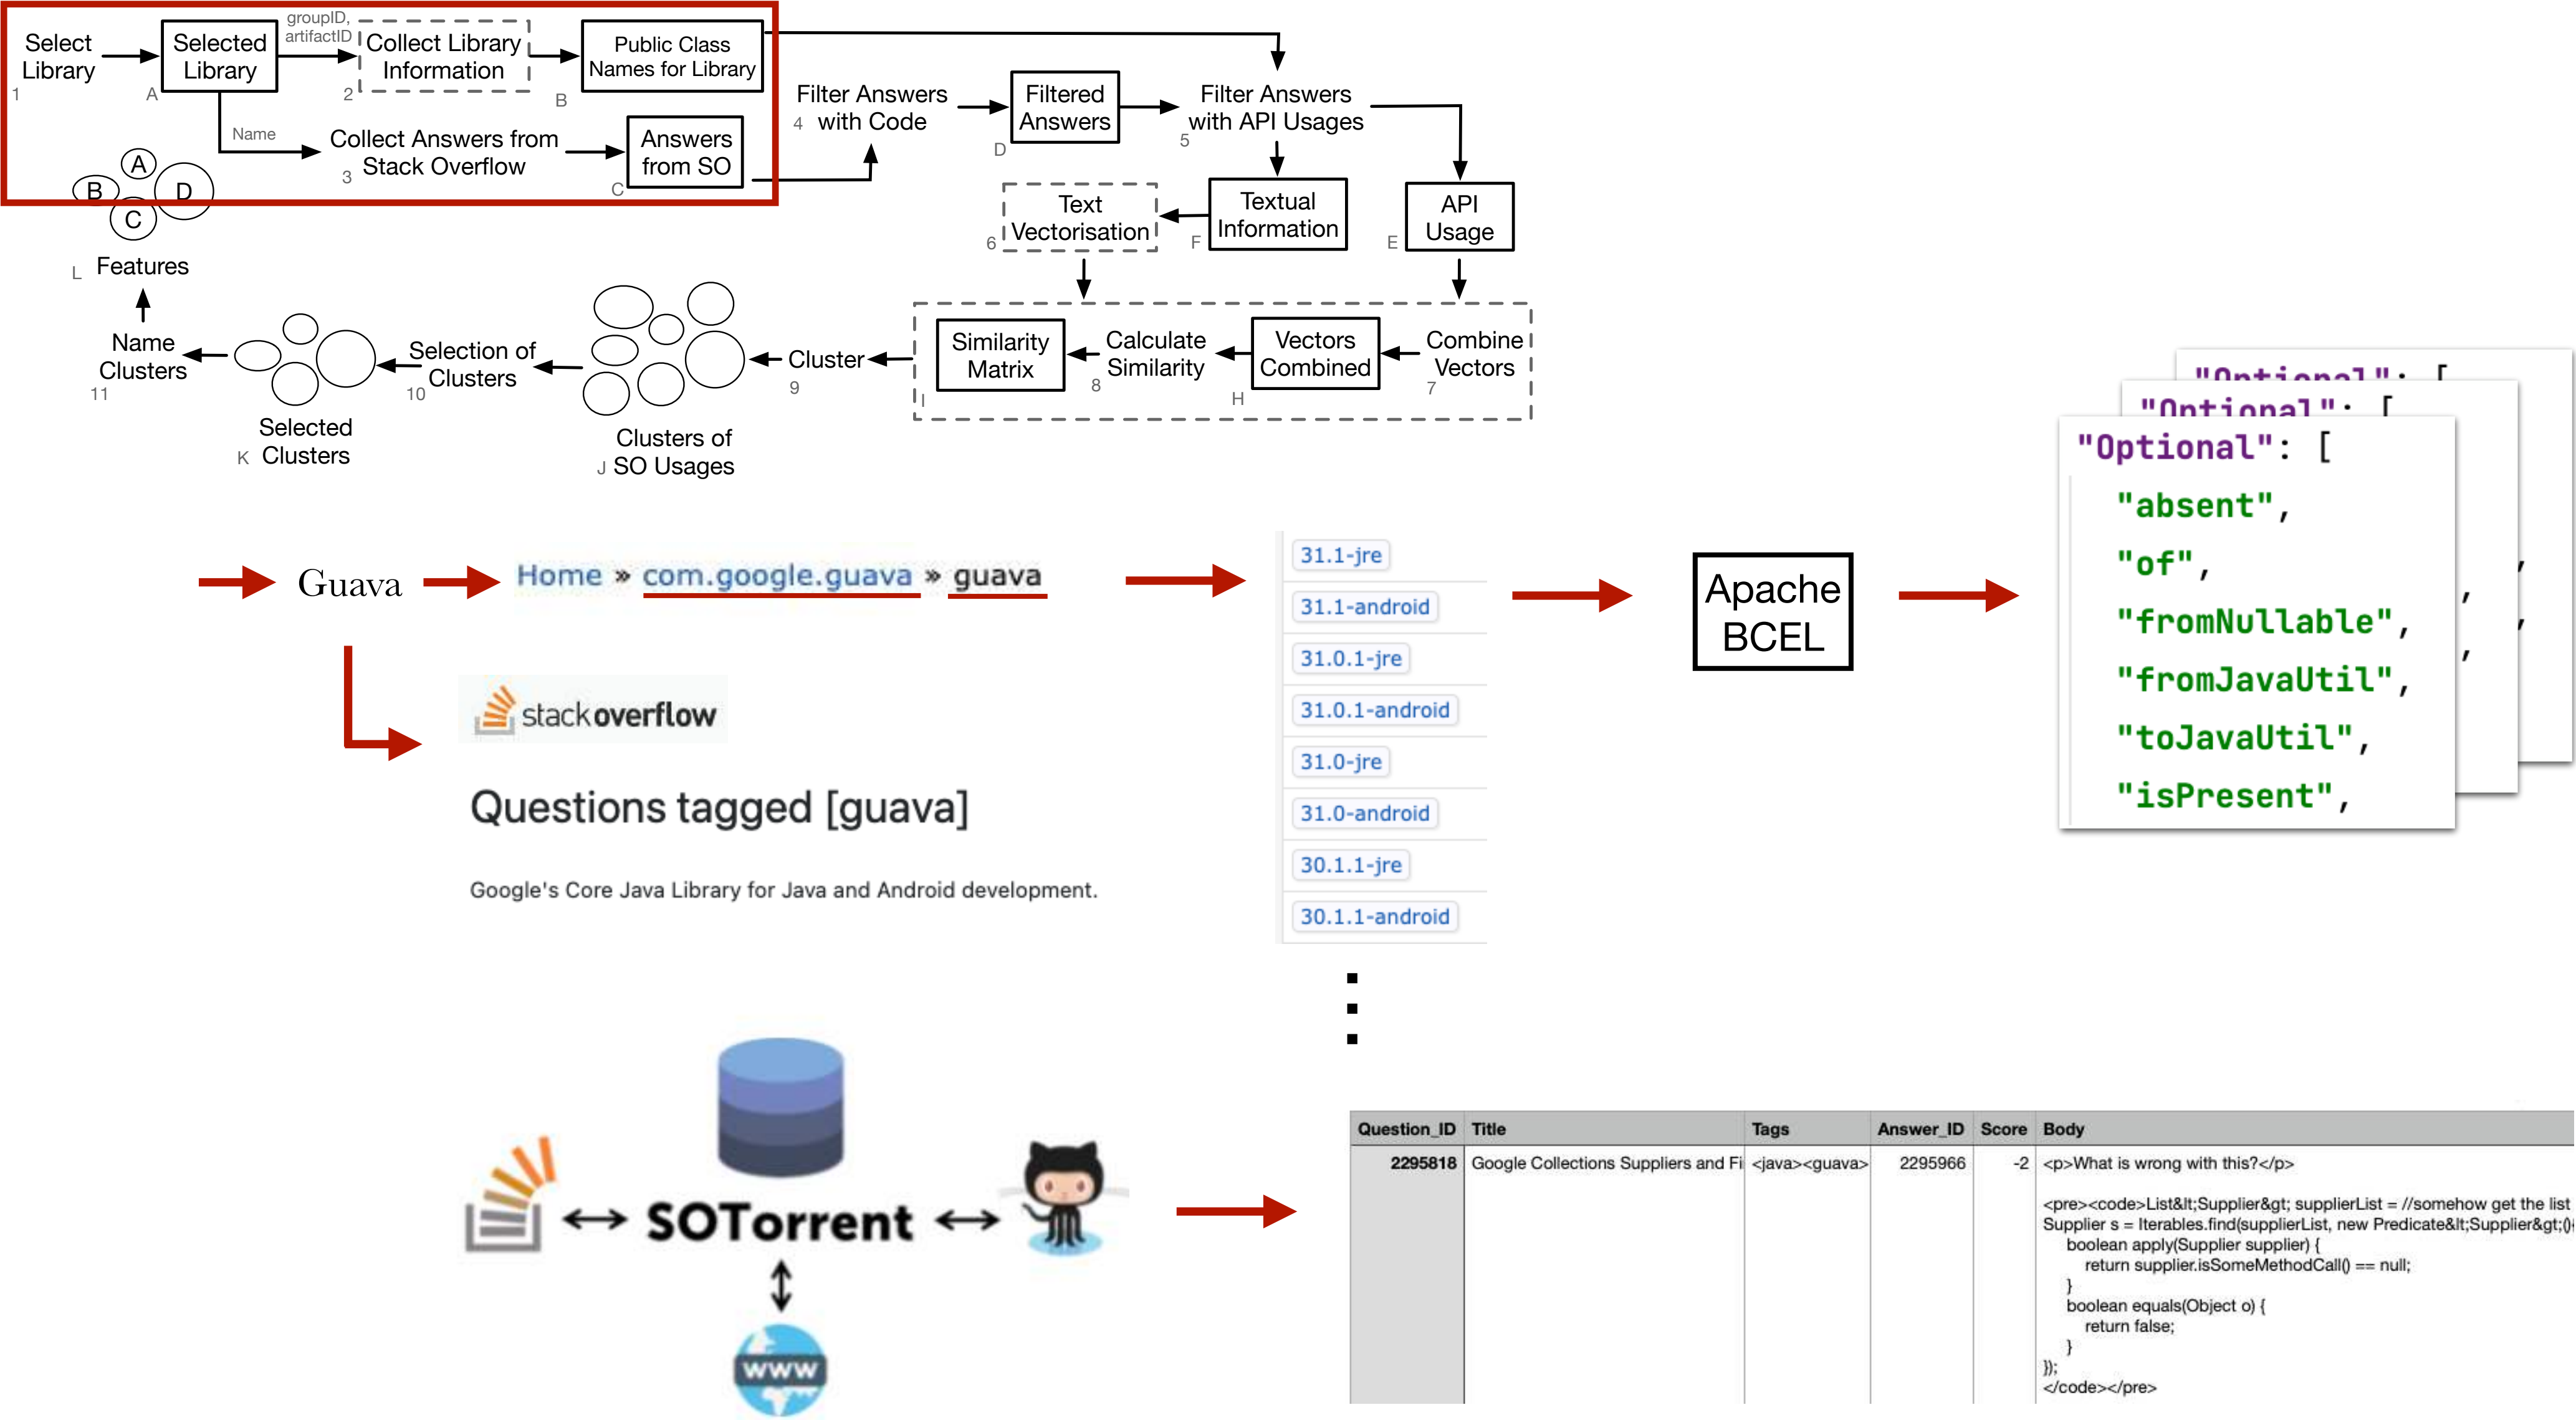 Select
Library
1
Selected
Library
A
groupID,
artifactID
Collect Library
Information
2
Public Class
Names for Library
B
Name
Collect Answers from
Stack Overflow
3
Answers
from SO
C
Filter Answers
with Code
4
Filtered
Answers
D
Filter Answers
with API Usages
5
Text
Vectorisation
6
Textual
Information
F
API
Usage
E
Similarity
Matrix
I
Calculate
Similarity
8
Vectors
Combined
H
Combine
Vectors
7
Cluster
9
Clusters of
SO Usages
J
Selection of
Clusters
10
Selected
Clusters
K
Name
Clusters
11
A
B
D
C
Features
L
Guava
Home » com.google.guava » guava
stackoverflow
Questions tagged [guava]
Google's Core Java Library for Java and Android development.
31.1-jre
31.1-android
31.0.1-jre
31.0.1-android
31.0-jre
31.0-android
30.1.1-jre
30.1.1-android
Apache
BCEL
"Optional": [
"Optional": [
"Optional": [
"absent",
"of",
"fromNullable",
"fromJavaUtil",
"toJavaUtil",
"isPresent",
SOTorrent
www
Question_ID Title Tags Answer_ID Score Body
2295818 Google Collections Suppliers and Fi <java><guava> 2295966 -2 <p>What is wrong with this?</p>
<pre><code>List&lt;Supplier&gt; supplierList = //somehow get the list
Supplier s = Iterables.find(supplierList, new Predicate&lt;Supplier&gt;(){
boolean apply(Supplier supplier) {
return supplier.isSomeMethodCall() == null;
}
boolean equals(Object o) {
return false;
}
});
</code></pre>